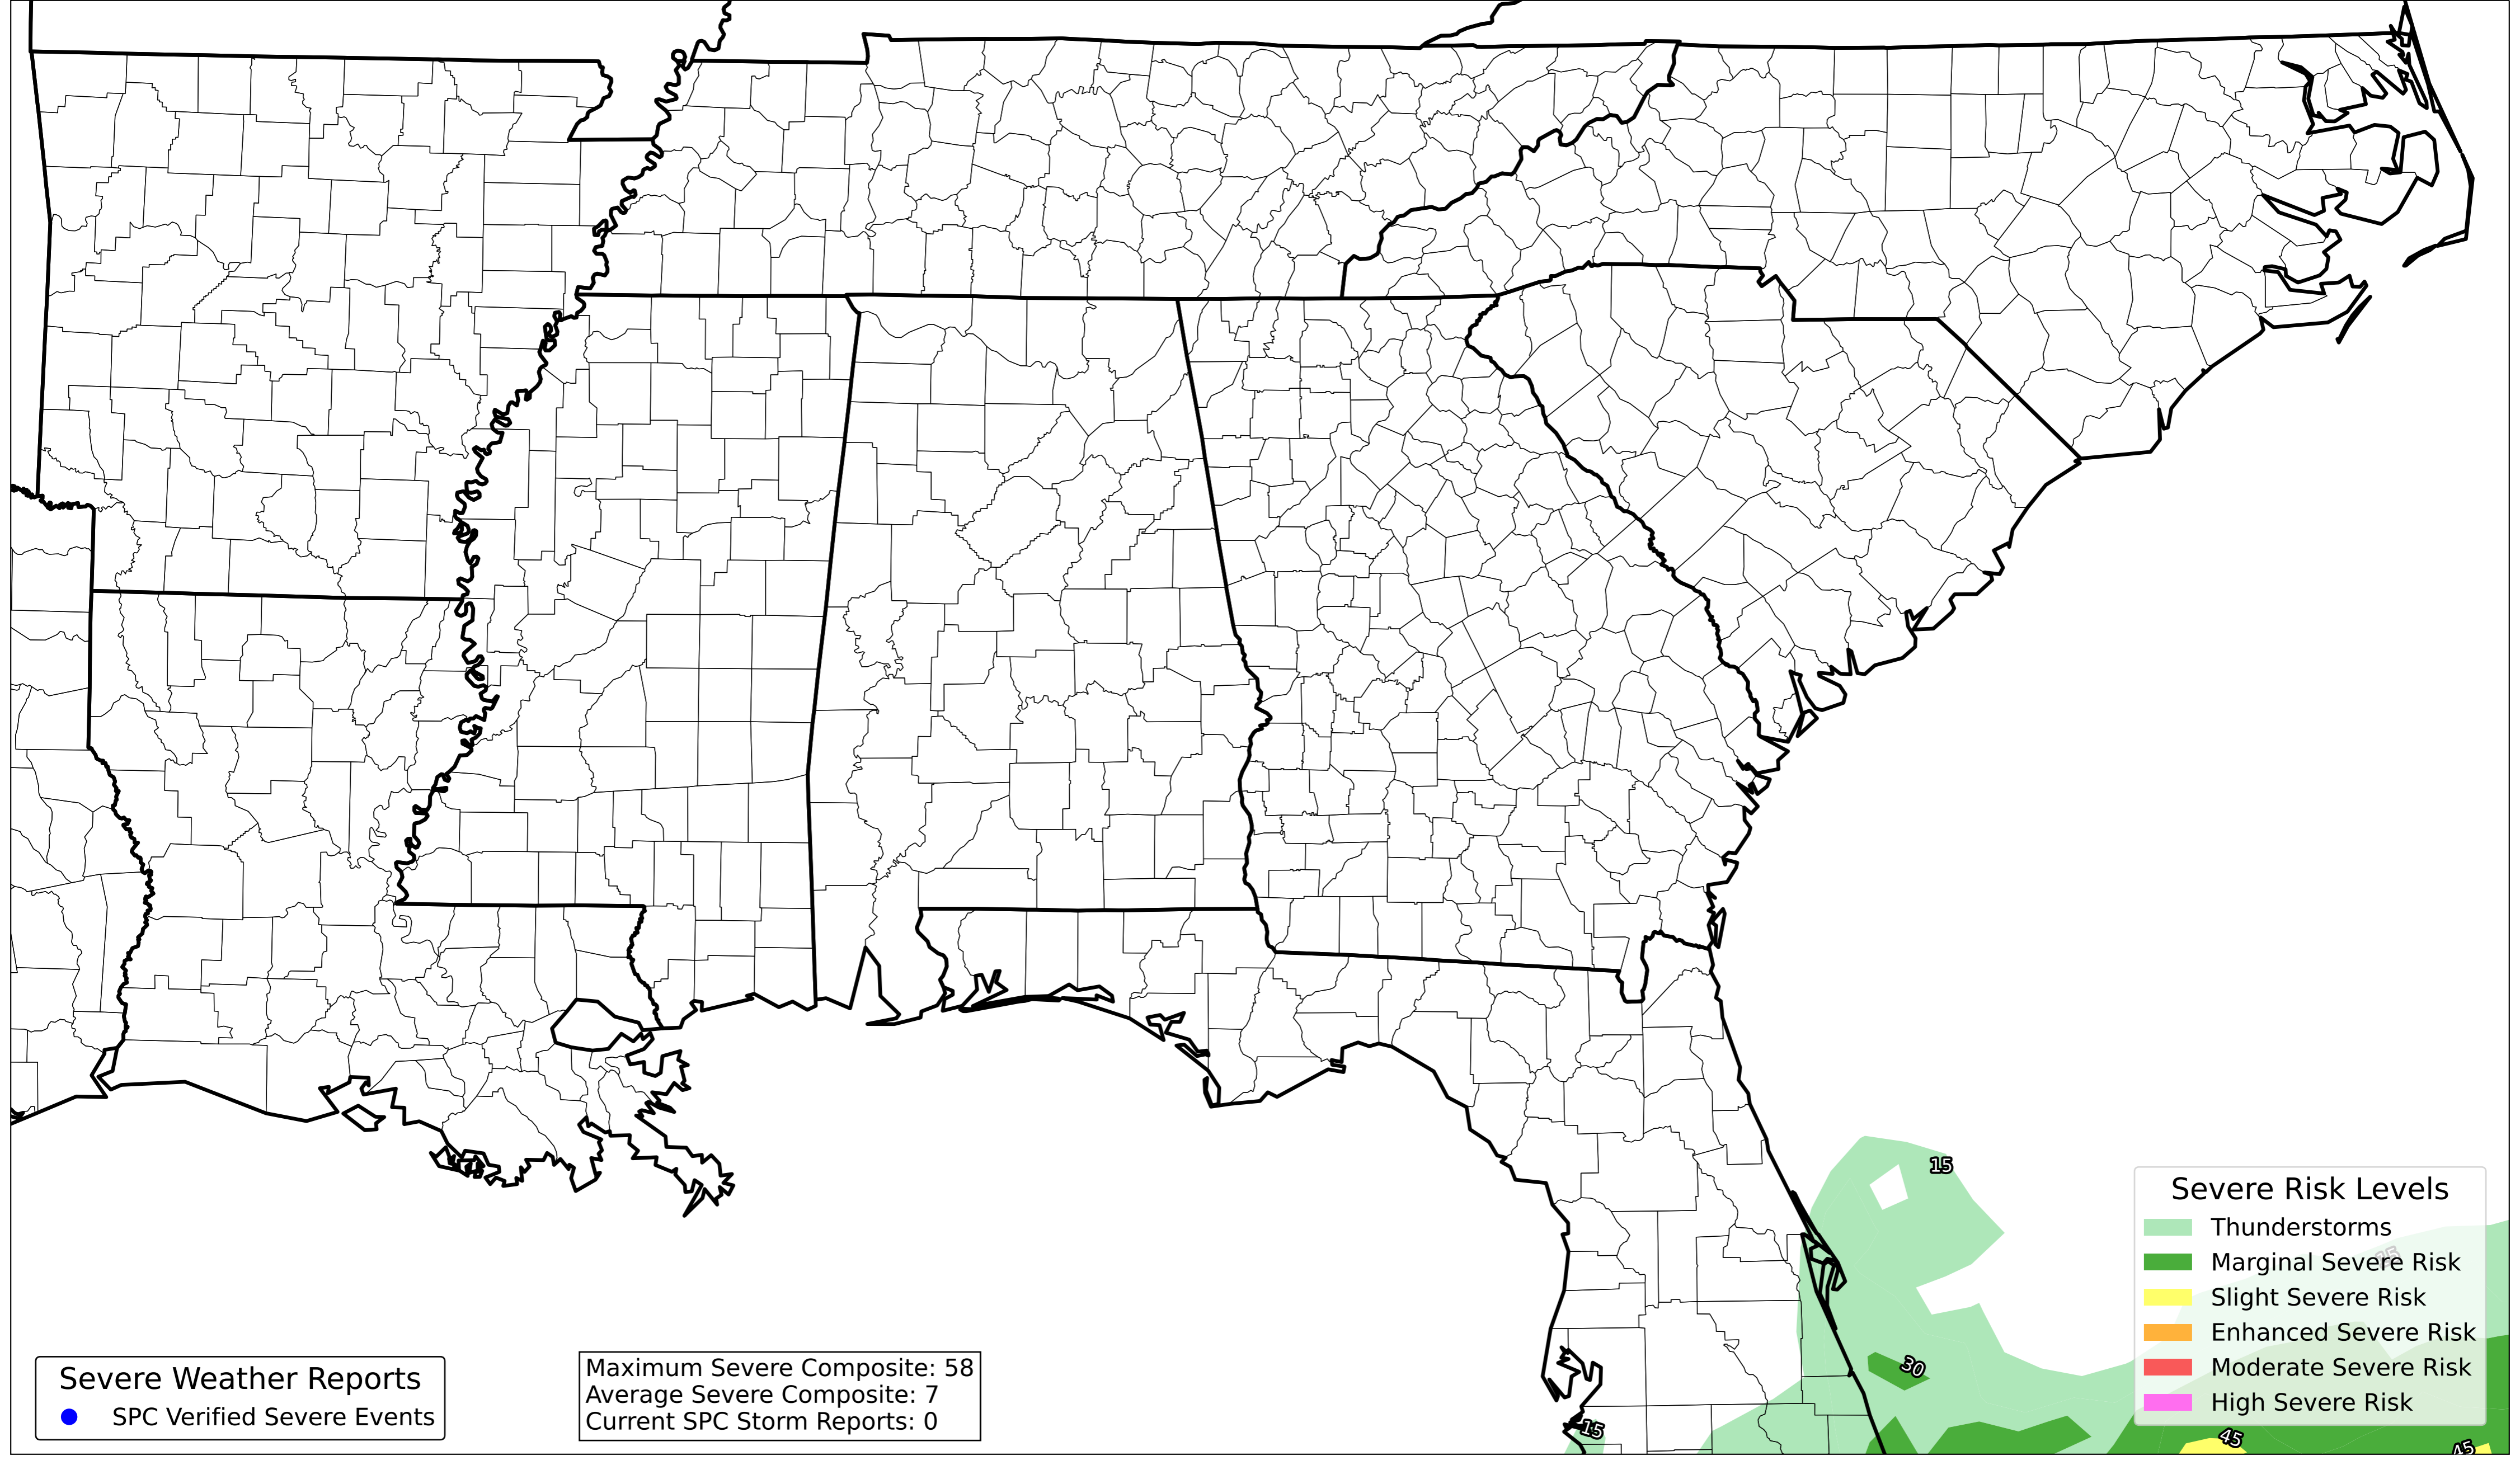 15
Severe Risk Levels
Thunderstorms
Marginal Severe Risk
Slight Severe Risk
Enhanced Severe Risk
Moderate Severe Risk
High Severe Risk
30
15
45
45
Severe Weather Reports
SPC Verified Severe Events
Maximum Severe Composite: 58
Average Severe Composite: 7
Current SPC Storm Reports: 0